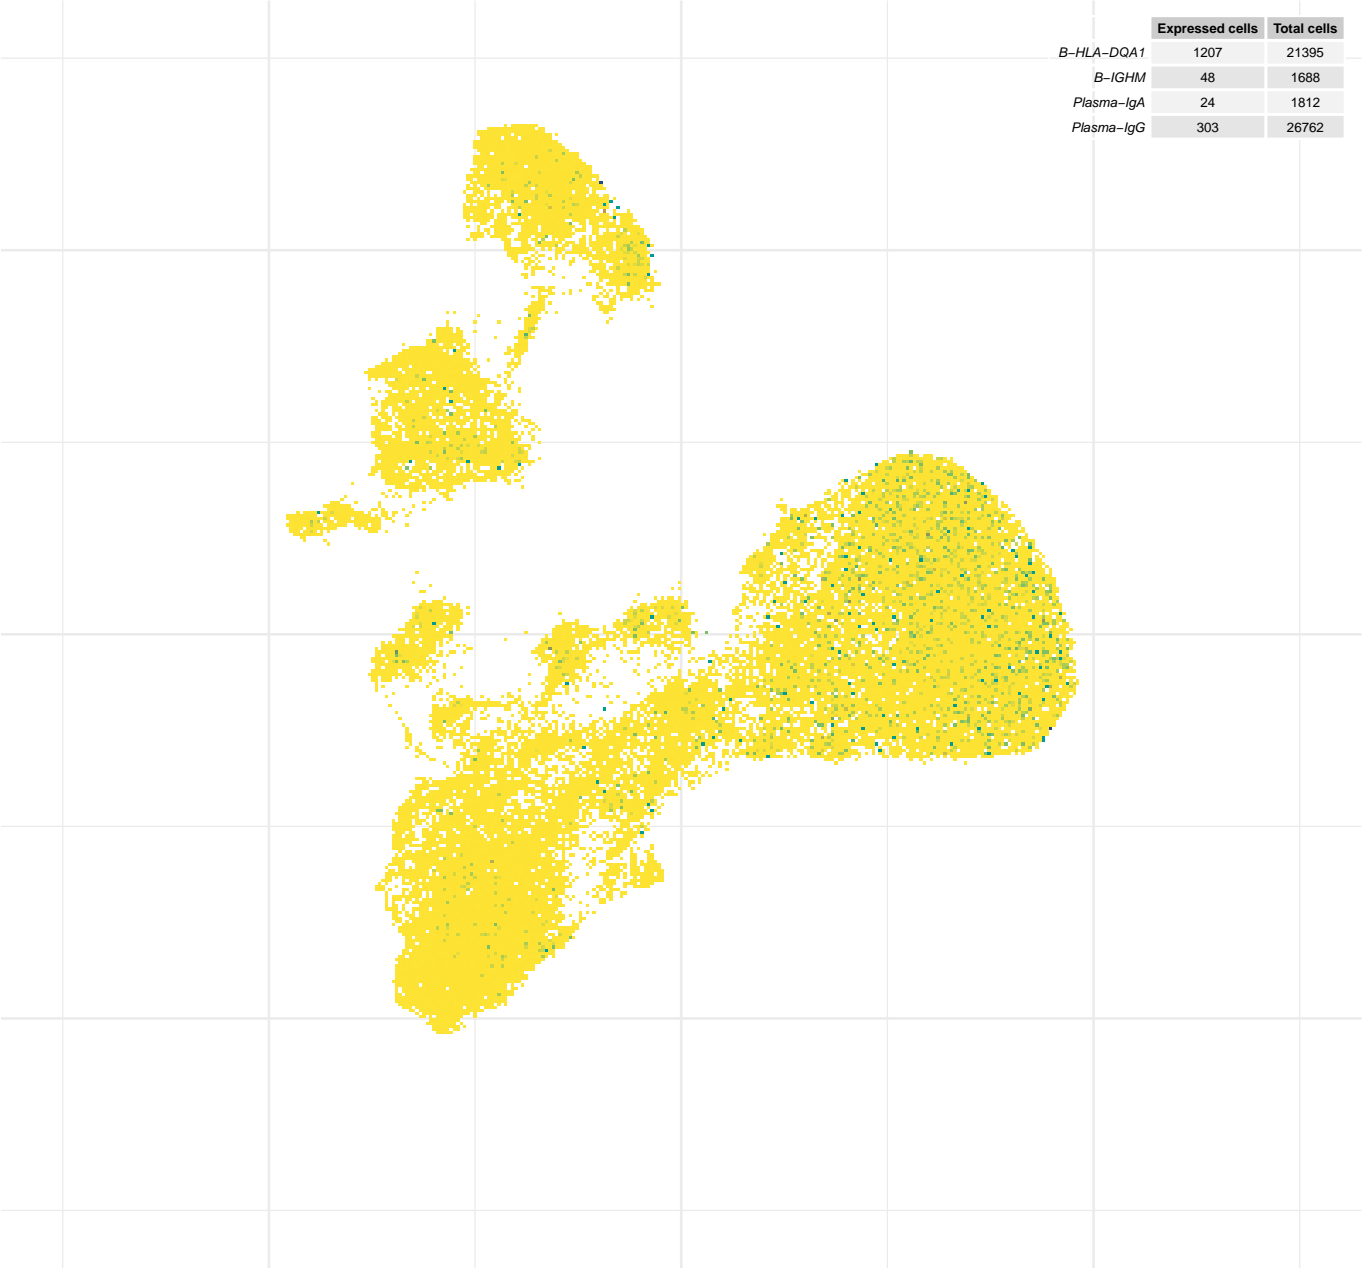 Expressed cells Total cells
B−HLA−DQA1 1207 21395
B−IGHM 48 1688
Plasma−IgA 24 1812
Plasma−IgG 303 26762